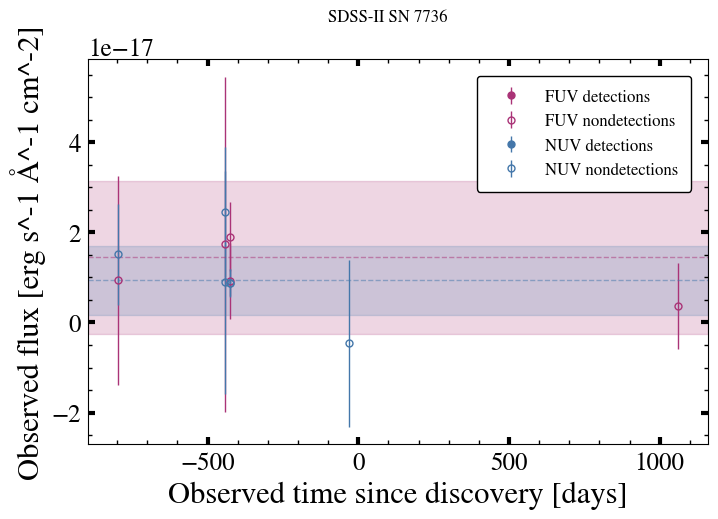 SDSS-II SN 7736
1e−17
Observed flux [erg s^-1 Å^-1 cm^-2]
4
2
0
−2
FUV detections
FUV nondetections
NUV detections
NUV nondetections
−500
0
500
1000
Observed time since discovery [days]